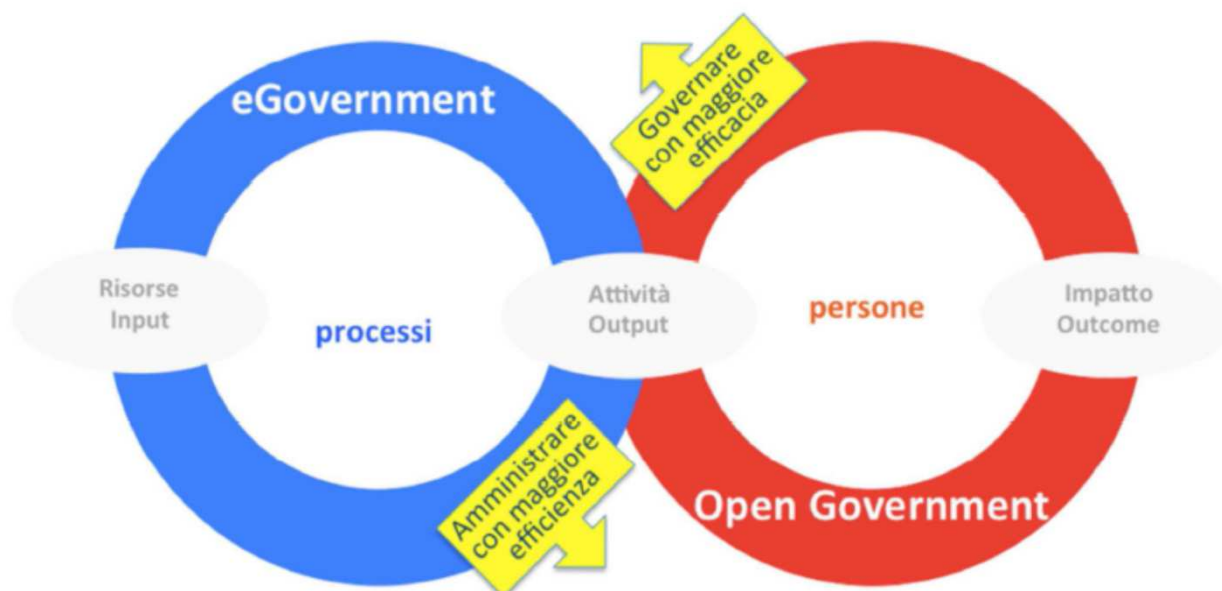 eGovernment
Governare
con maggiore
efficacia
Risorse
Input
processi
Attività
Output
persone
Impatto
Outcome
Amministrare
con maggiore
efficienza
Open Government